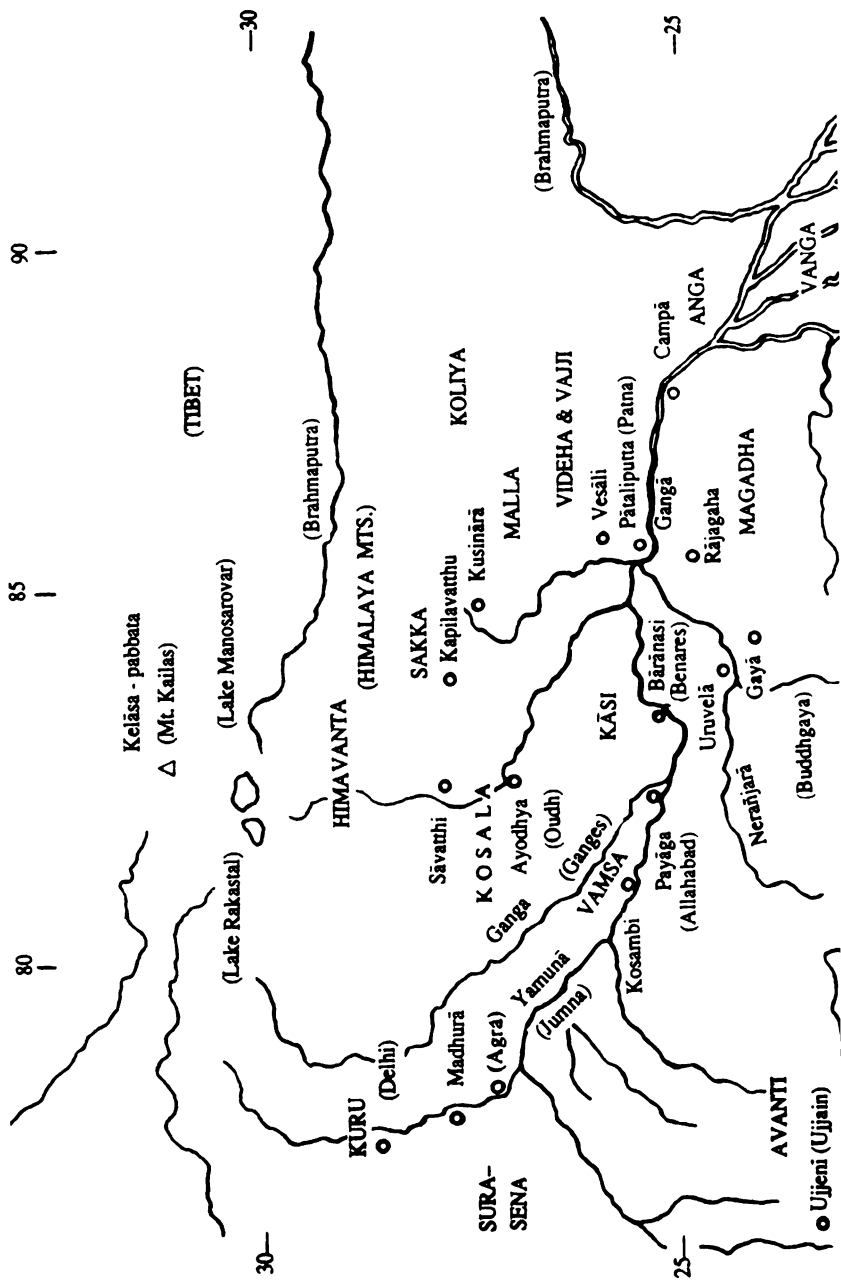 80
85
90
—30
30—
—25
25—
Kelāsa - pabbata
(Mt. Kailas)
(TIBET)
(Lake Manosarovar)
(Lake Rakastal)
(Brahmaputra)
(Brahmaputra)
HIMAVANTA
(HIMALAYA MTS.)
KURU
(Delhi)
Madhurā
(Agra)
SURA–
SENA
Sāvatthi
KOSALA
Ayodhya
(Oudh)
SAKKA
Kapilavatthu
Kusinārā
KOLIYA
MALLA
VIDEHA & VAJJI
Vesāli
Pātaliputta (Patna)
Gangā
Ganga
(Ganges)
Yamunā
(Jumna)
VAMSA
Kosambi
Payāga
(Allahabad)
KĀSI
Bārānasi
(Benares)
Uruvelā
Gayā
Nerañjarā
(Buddhgaya)
Rājagaha
MAGADHA
Campā
ANGA
VANGA
AVANTI
Ujjeni (Ujjain)